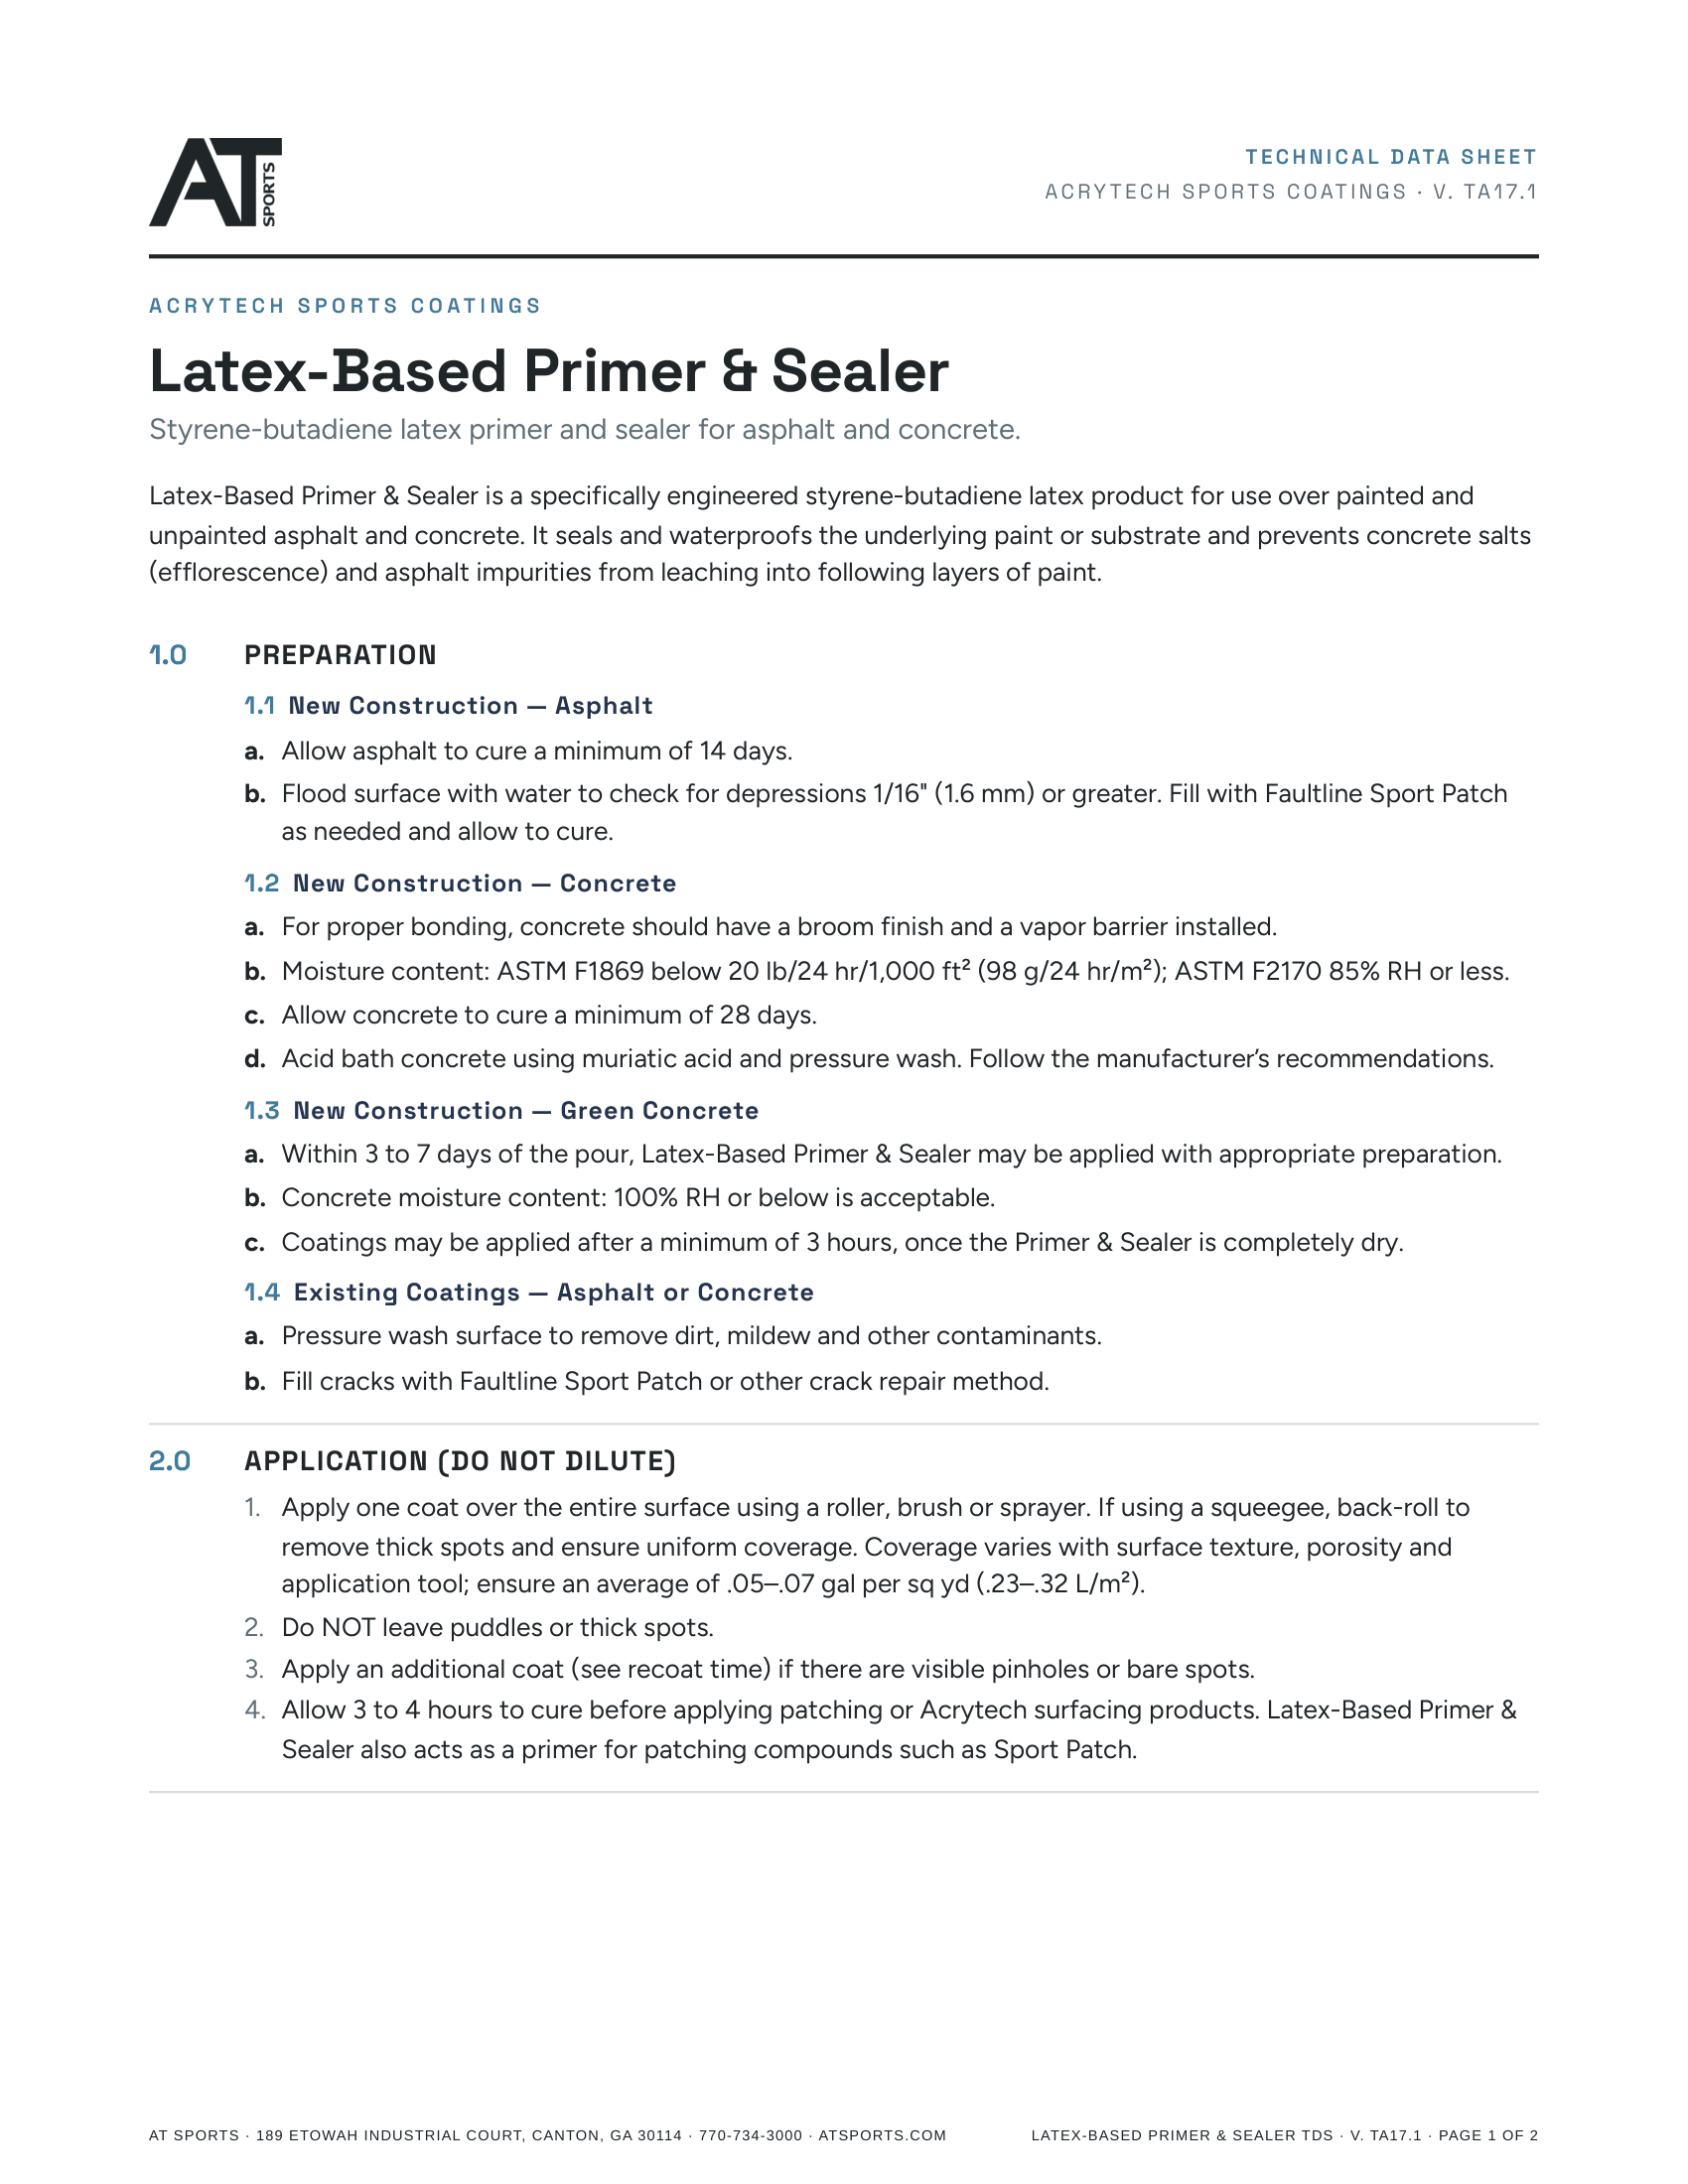 AT SPORTS
TECHNICAL DATA SHEET
ACRYTECH SPORTS COATINGS · V. TA17.1
ACRYTECH SPORTS COATINGS
Latex-Based Primer & Sealer
Styrene-butadiene latex primer and sealer for asphalt and concrete.
Latex-Based Primer & Sealer is a specifically engineered styrene-butadiene latex product for use over painted and
unpainted asphalt and concrete. It seals and waterproofs the underlying paint or substrate and prevents concrete salts
(efflorescence) and asphalt impurities from leaching into following layers of paint.
1.0 PREPARATION
1.1 New Construction — Asphalt
a. Allow asphalt to cure a minimum of 14 days.
b. Flood surface with water to check for depressions 1/16" (1.6 mm) or greater. Fill with Faultline Sport Patch
as needed and allow to cure.
1.2 New Construction — Concrete
a. For proper bonding, concrete should have a broom finish and a vapor barrier installed.
b. Moisture content: ASTM F1869 below 20 lb/24 hr/1,000 ft² (98 g/24 hr/m²); ASTM F2170 85% RH or less.
c. Allow concrete to cure a minimum of 28 days.
d. Acid bath concrete using muriatic acid and pressure wash. Follow the manufacturer’s recommendations.
1.3 New Construction — Green Concrete
a. Within 3 to 7 days of the pour, Latex-Based Primer & Sealer may be applied with appropriate preparation.
b. Concrete moisture content: 100% RH or below is acceptable.
c. Coatings may be applied after a minimum of 3 hours, once the Primer & Sealer is completely dry.
1.4 Existing Coatings — Asphalt or Concrete
a. Pressure wash surface to remove dirt, mildew and other contaminants.
b. Fill cracks with Faultline Sport Patch or other crack repair method.
2.0 APPLICATION (DO NOT DILUTE)
1. Apply one coat over the entire surface using a roller, brush or sprayer. If using a squeegee, back-roll to
remove thick spots and ensure uniform coverage. Coverage varies with surface texture, porosity and
application tool; ensure an average of .05–.07 gal per sq yd (.23–.32 L/m²).
2. Do NOT leave puddles or thick spots.
3. Apply an additional coat (see recoat time) if there are visible pinholes or bare spots.
4. Allow 3 to 4 hours to cure before applying patching or Acrytech surfacing products. Latex-Based Primer &
Sealer also acts as a primer for patching compounds such as Sport Patch.
AT SPORTS · 189 ETOWAH INDUSTRIAL COURT, CANTON, GA 30114 · 770-734-3000 · ATSPORTS.COM
LATEX-BASED PRIMER & SEALER TDS · V. TA17.1 · PAGE 1 OF 2